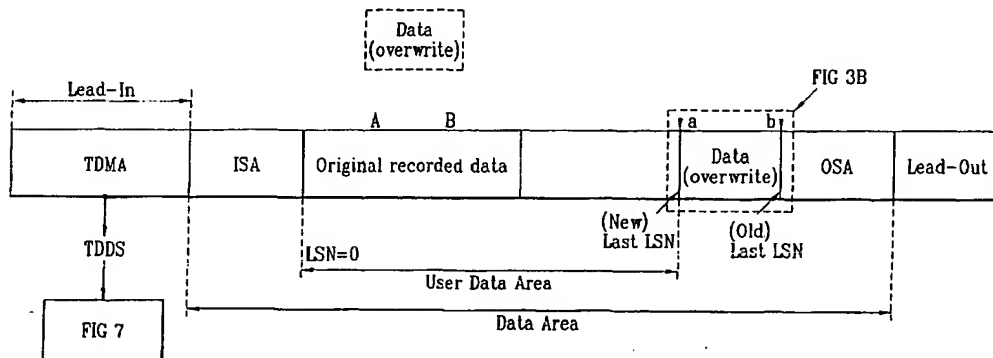 Data
(overwrite)
FIG 3B
Lead-In
A
B
a
b
TDMA
ISA
Original recorded data
Data
(overwrite)
OSA
Lead-Out
(New)
Last LSN
(Old)
Last LSN
TDDS
LSN=0
User Data Area
FIG 7
Data Area